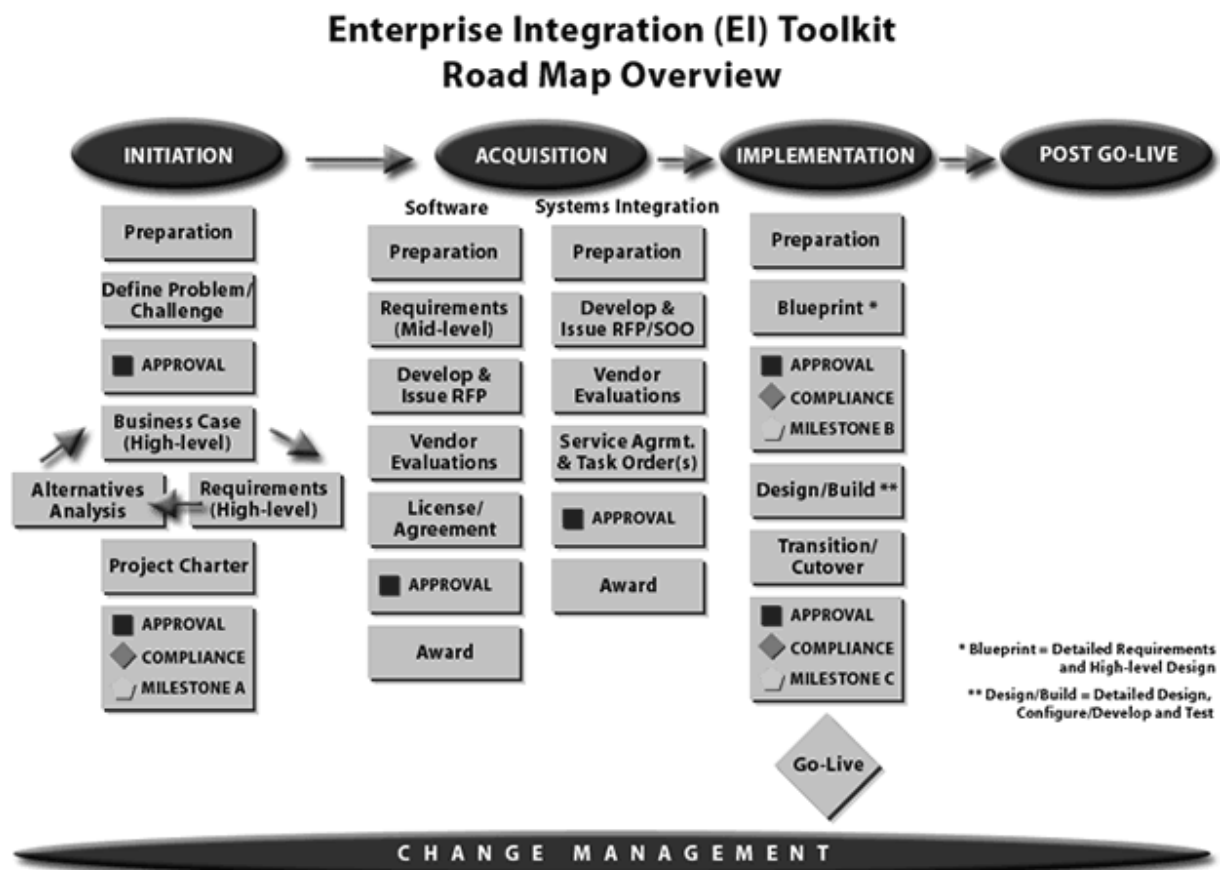 Enterprise Integration (EI) Toolkit
Road Map Overview
INITIATION
ACQUISITION
IMPLEMENTATION
POST GO-LIVE
Preparation
Define Problem/
Challenge
APPROVAL
Business Case
(High-level)
Alternatives
Analysis
Requirements
(High-level)
Project Charter
APPROVAL
COMPLIANCE
MILESTONE A
Software
Preparation
Requirements
(Mid-level)
Develop &
Issue RFP
Vendor
Evaluations
License/
Agreement
APPROVAL
Award
Systems Integration
Preparation
Develop &
Issue RFP/SOO
Vendor
Evaluations
Service Agrmt.
& Task Order(s)
APPROVAL
Award
Preparation
Blueprint *
APPROVAL
COMPLIANCE
MILESTONE B
Design/Build **
Transition/
Cutover
APPROVAL
COMPLIANCE
MILESTONE C
Go-Live
* Blueprint = Detailed Requirements
and High-level Design
** Design/Build = Detailed Design,
Configure/Develop and Test
CHANGE MANAGEMENT